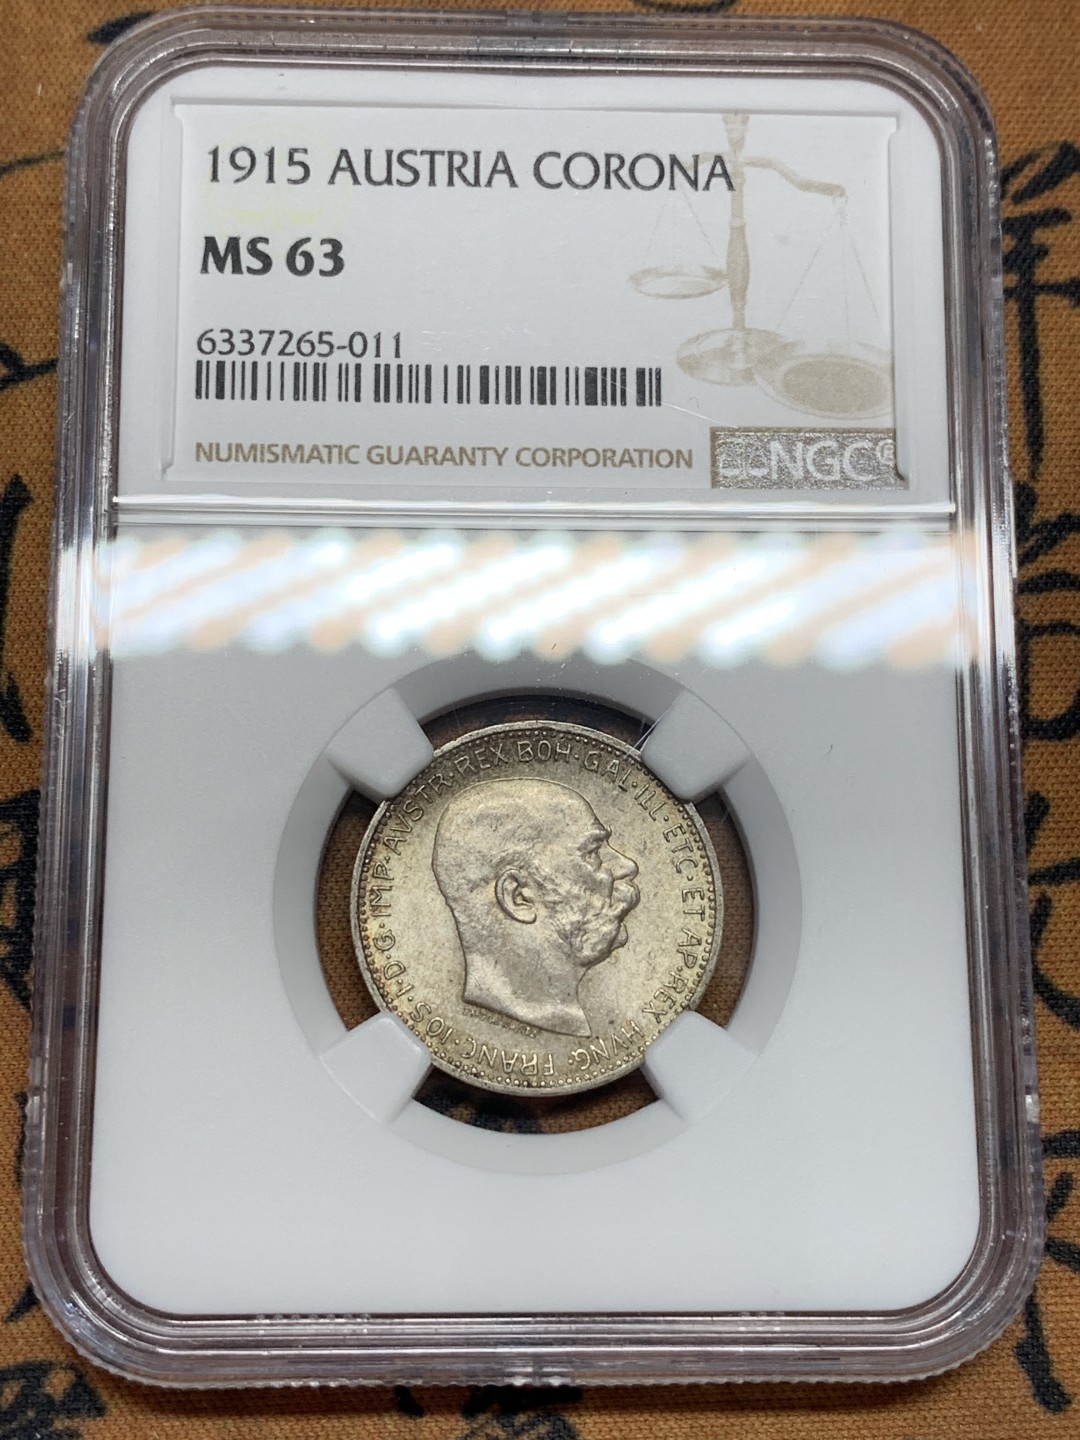 1915 AUSTRIA CORONA
MS 63
6337265-011
NUMISMATIC GUARANTY CORPORATION
NGC®
FRANC·IOS·I·D·G·IMP·AVSTR·REX BOH·GAL·ILL·ETC·ET AP·REX HVNG·